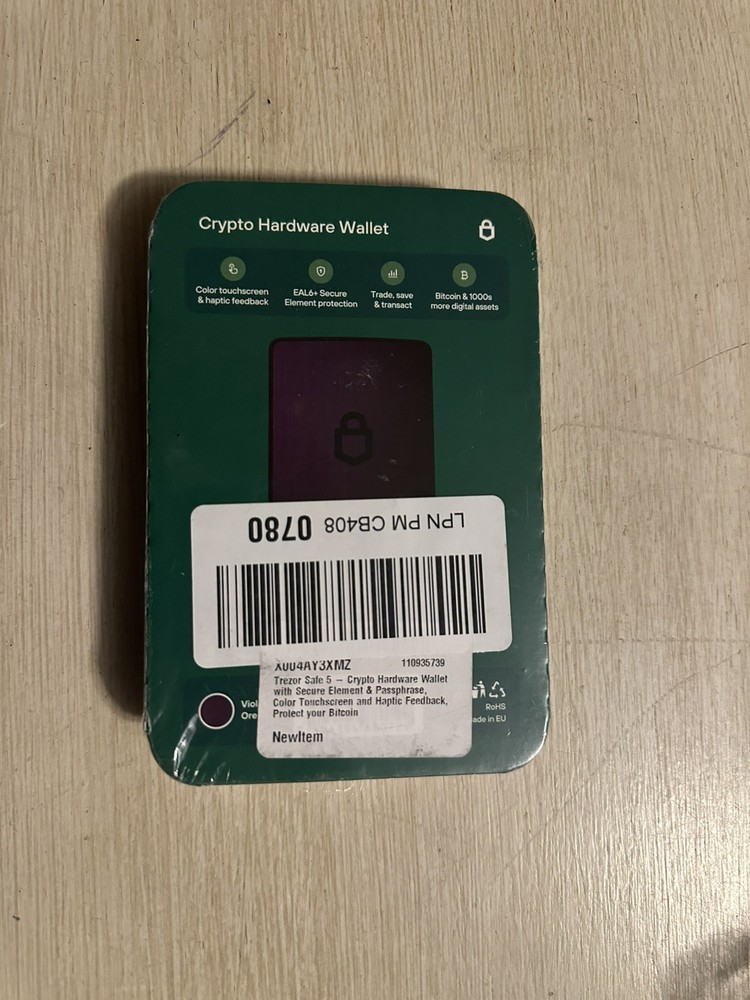 Crypto Hardware Wallet
Color touchscreen
& haptic feedback
EAL6+ Secure
Element protection
Trade, save
& transact
Bitcoin & 1000s
more digital assets
LPN PM CB408 0780
X004AY3XMZ
110935739
Trezor Safe 5 – Crypto Hardware Wallet
with Secure Element & Passphrase,
Color Touchscreen and Haptic Feedback,
Protect your Bitcoin
NewItem
RoHS
in EU